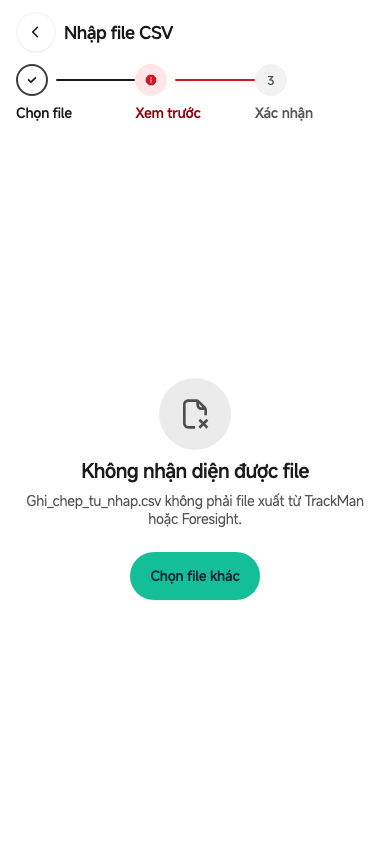 Nhập file CSV
3
Chọn file
Xem trước
Xác nhận
Không nhận diện được file
Ghi_chep_tu_nhap.csv không phải file xuất từ TrackMan
hoặc Foresight.
Chọn file khác